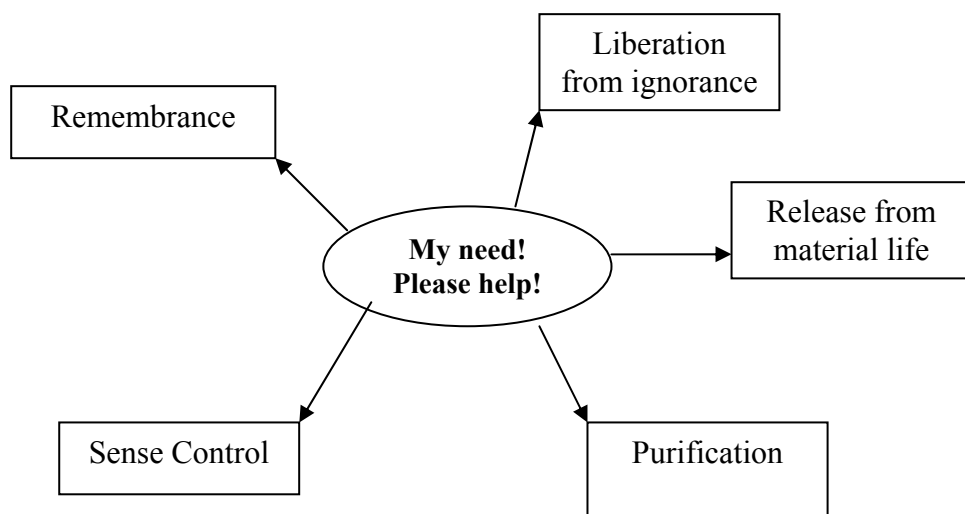 Liberation
from ignorance
Remembrance
Release from
material life
My need!
Please help!
Sense Control
Purification